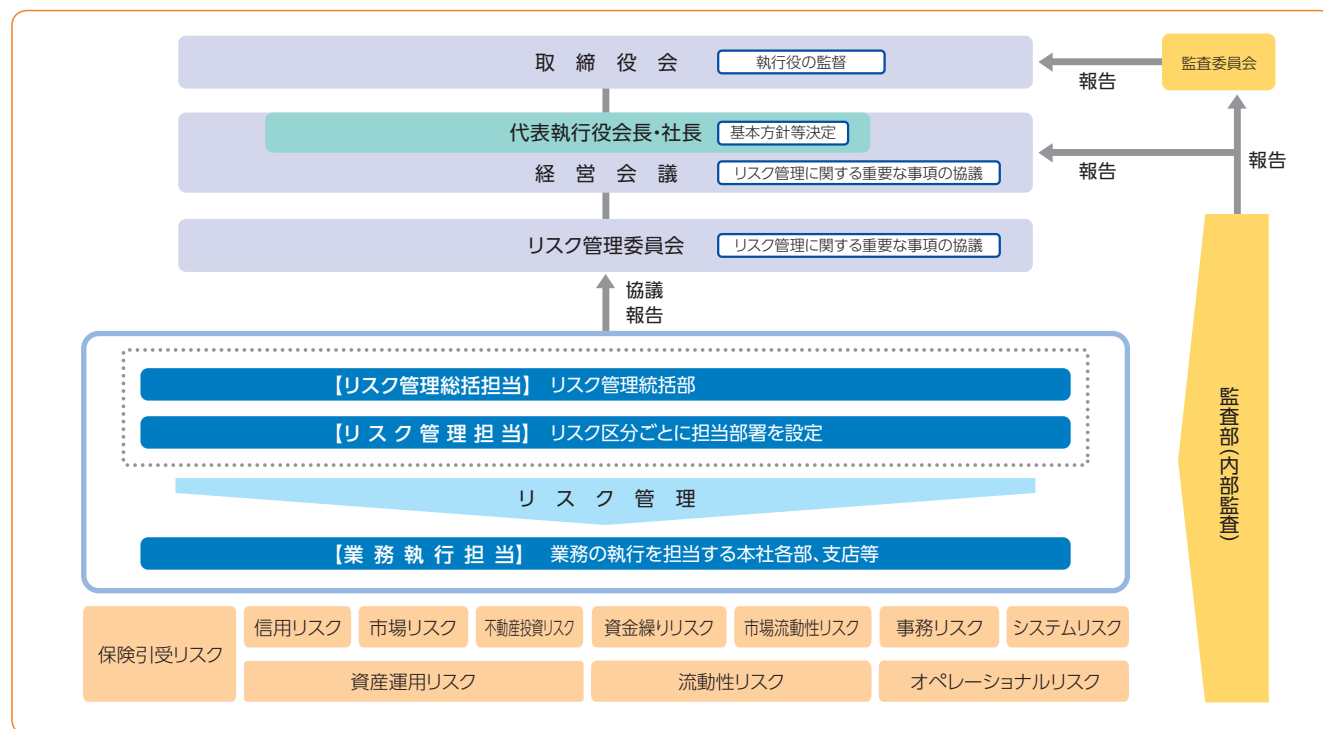 取締役会 執行役の監督
監査委員会
報告
代表執行役会長・社長 基本方針等決定
経営会議 リスク管理に関する重要な事項の協議
報告
報告
リスク管理委員会 リスク管理に関する重要な事項の協議
協議
報告
【リスク管理総括担当】 リスク管理統括部
【リスク管理担当】 リスク区分ごとに担当部署を設定
リスク管理
【業務執行担当】 業務の執行を担当する本社各部、支店等
監査部(内部監査)
保険引受リスク
信用リスク 市場リスク 不動産投資リスク 資金繰りリスク 市場流動性リスク 事務リスク システムリスク
資産運用リスク 流動性リスク オペレーショナルリスク